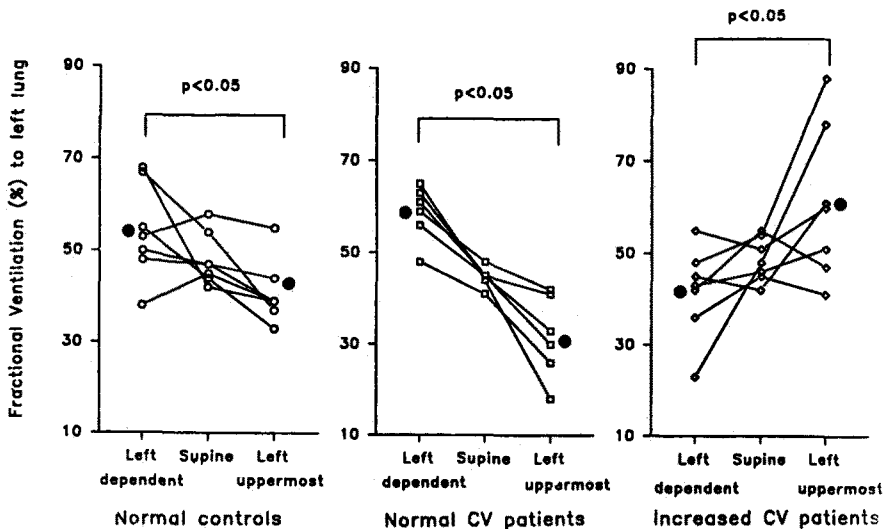 Fractional Ventilation (%) to left lung
90
70
50
30
10
p<0.05
Left
dependent
Supine
Left
uppermost
Normal controls
90
70
50
30
10
p<0.05
Left
dependent
Supine
Left
uppermost
Normal CV patients
90
70
50
30
10
p<0.05
Left
dependent
Supine
Left
uppermost
Increased CV patients